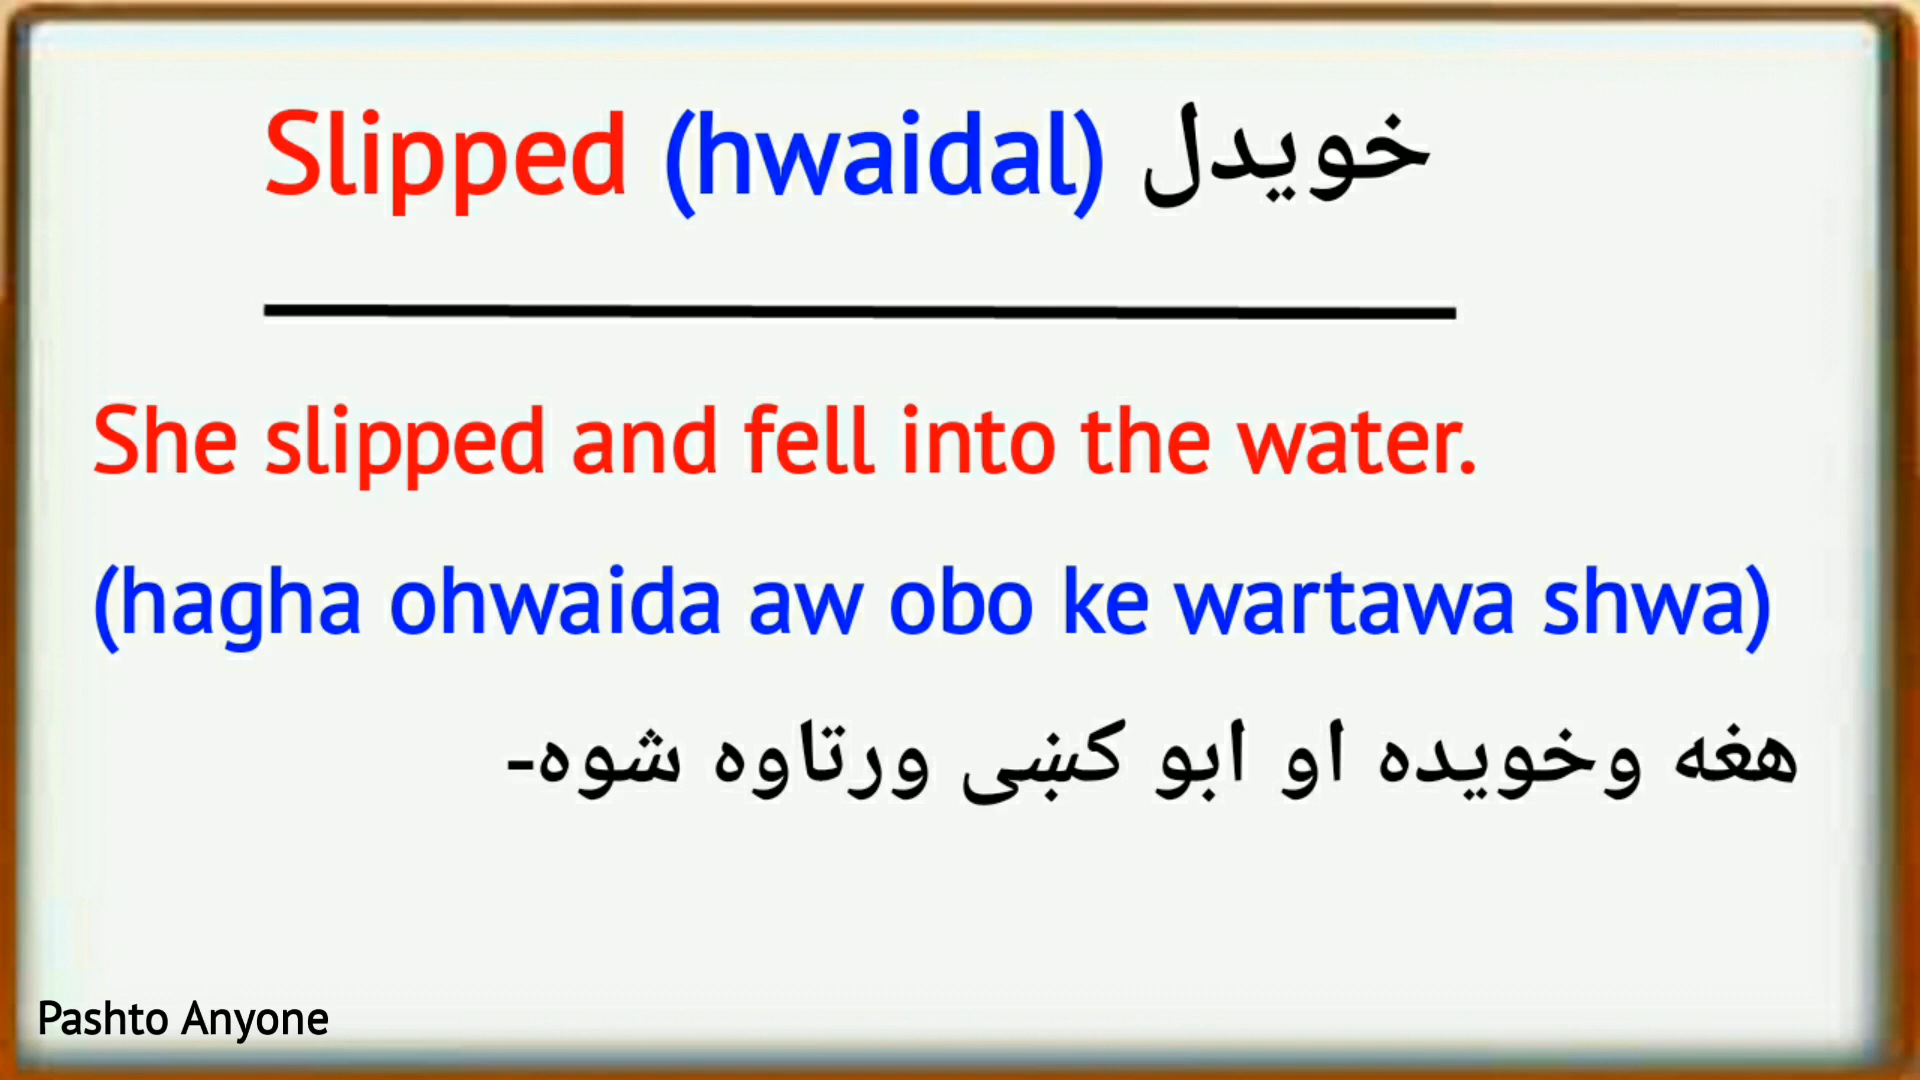 Slipped (hwaidal) خویدل
She slipped and fell into the water.
(hagha ohwaida aw obo ke wartawa shwa)
هغه وخویده او ابو کښی ورتاوه شوه-
Pashto Anyone